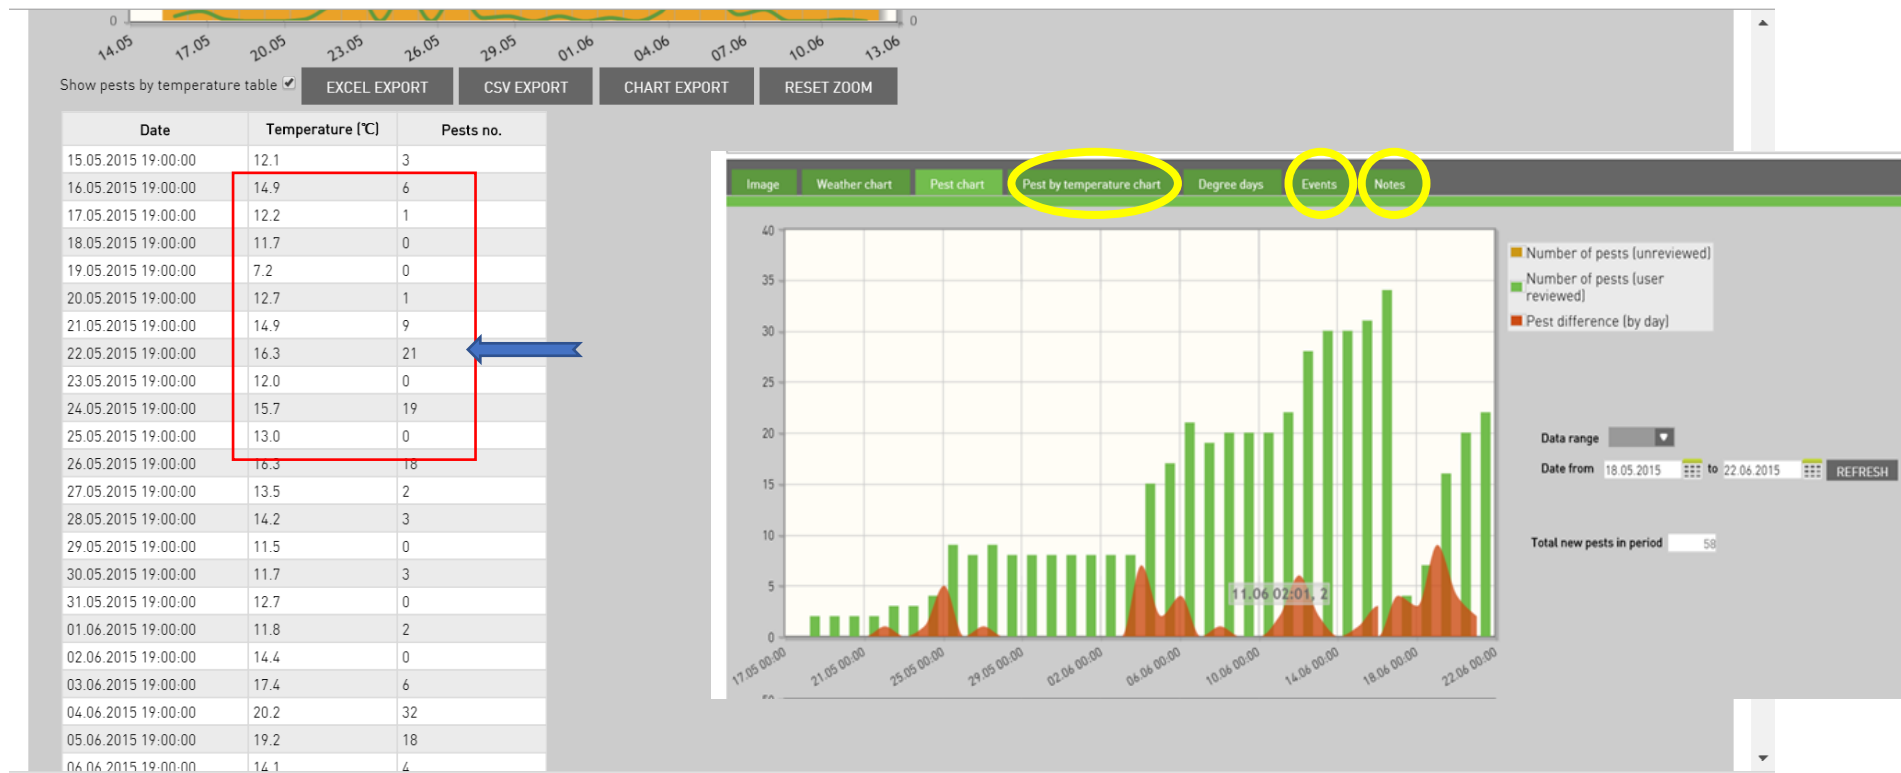 0
0
14.05 17.05 20.05 23.05 26.05 29.05 01.06 04.06 07.06 10.06 13.06
Show pests by temperature table EXCEL EXPORT CSV EXPORT CHART EXPORT RESET ZOOM
Date Temperature (℃) Pests no.
15.05.2015 19:00:00 12.1 3
16.05.2015 19:00:00 14.9 6
17.05.2015 19:00:00 12.2 1
18.05.2015 19:00:00 11.7 0
19.05.2015 19:00:00 7.2 0
20.05.2015 19:00:00 12.7 1
21.05.2015 19:00:00 14.9 9
22.05.2015 19:00:00 16.3 21
23.05.2015 19:00:00 12.0 0
24.05.2015 19:00:00 15.7 19
25.05.2015 19:00:00 13.0 0
26.05.2015 19:00:00 16.3 18
27.05.2015 19:00:00 13.5 2
28.05.2015 19:00:00 14.2 3
29.05.2015 19:00:00 11.5 0
30.05.2015 19:00:00 11.7 3
31.05.2015 19:00:00 12.7 0
01.06.2015 19:00:00 11.8 2
02.06.2015 19:00:00 14.4 0
03.06.2015 19:00:00 17.4 6
04.06.2015 19:00:00 20.2 32
05.06.2015 19:00:00 19.2 18
06.06.2015 19:00:00 14.1 4
Image Weather chart Pest chart Pest by temperature chart Degree days Events Notes
40
35
30
25
20
15
10
5
0
11.06 02:01, 2
17.05 00:00 21.05 00:00 25.05 00:00 29.05 00:00 02.06 00:00 06.06 00:00 10.06 00:00 14.06 00:00 18.06 00:00 22.06 00:00
Number of pests (unreviewed)
Number of pests (user
reviewed)
Pest difference (by day)
Data range
Date from 18.05.2015 to 22.06.2015 REFRESH
Total new pests in period 58